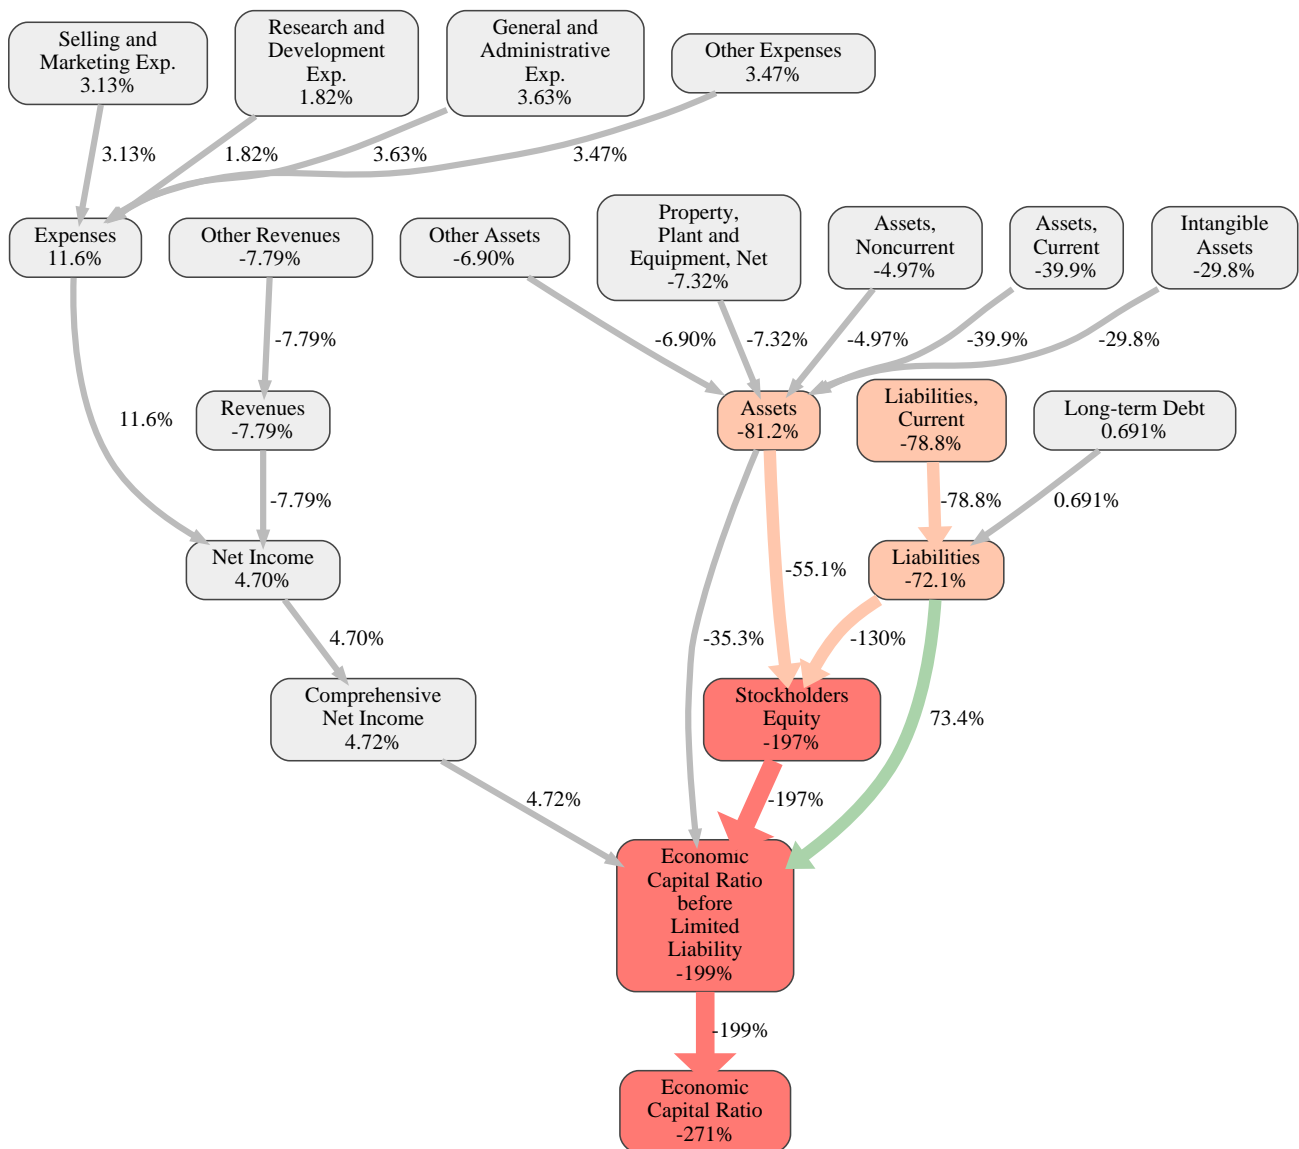 Selling and
Marketing Exp.
3.13%
Research and
Development
Exp.
1.82%
General and
Administrative
Exp.
3.63%
Other Expenses
3.47%
3.13%
1.82%
3.63%
3.47%
Expenses
11.6%
Other Revenues
-7.79%
Other Assets
-6.90%
Property,
Plant and
Equipment, Net
-7.32%
Assets,
Noncurrent
-4.97%
Assets,
Current
-39.9%
Intangible
Assets
-29.8%
-7.79%
-6.90%
-7.32%
-4.97%
-39.9%
-29.8%
11.6%
Revenues
-7.79%
Assets
-81.2%
Liabilities,
Current
-78.8%
Long-term Debt
0.691%
-7.79%
-78.8%
0.691%
Net Income
4.70%
-55.1%
Liabilities
-72.1%
4.70%
-35.3%
-130%
Comprehensive
Net Income
4.72%
Stockholders
Equity
-197%
73.4%
4.72%
-197%
Economic
Capital Ratio
before
Limited
Liability
-199%
-199%
Economic
Capital Ratio
-271%